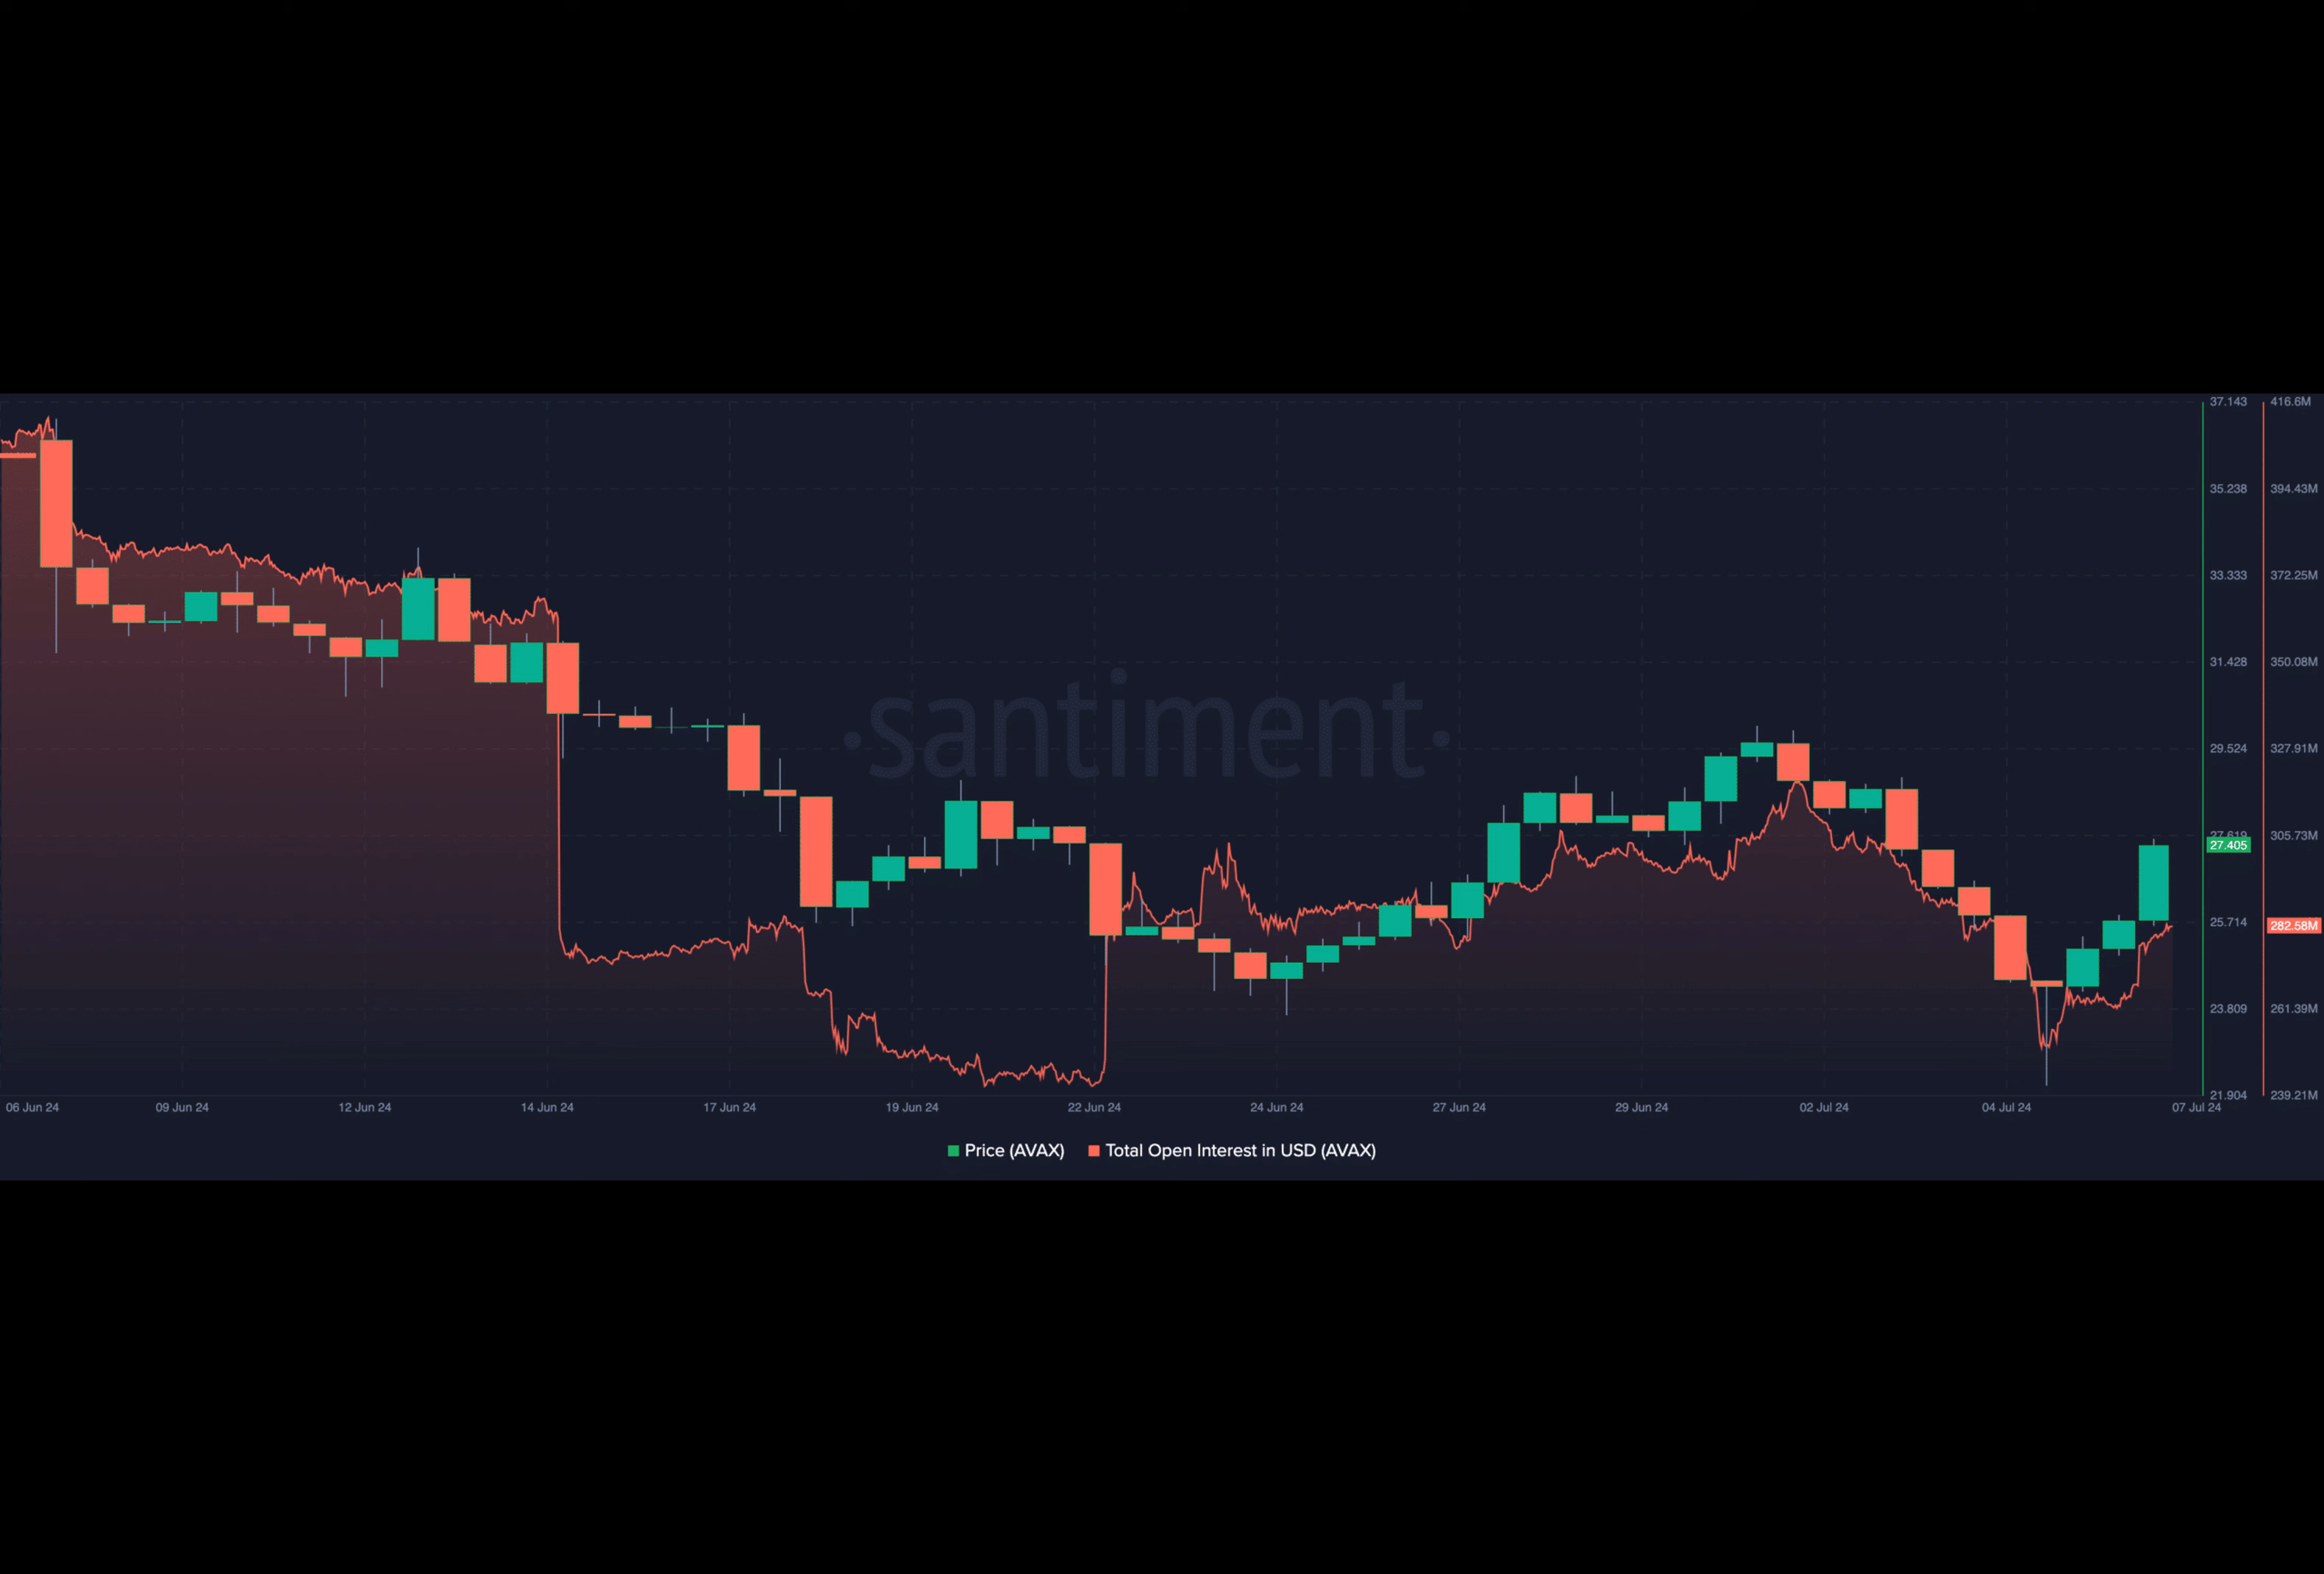 37.143 416.6M
35.238 394.43M
33.333 372.25M
31.428 350.08M
·santiment·
29.524 327.91M
27.619 305.73M
27.405
25.714 282.58M
23.809 261.39M
21.904 239.21M
06 Jun 24 09 Jun 24 12 Jun 24 14 Jun 24 17 Jun 24 19 Jun 24 22 Jun 24 24 Jun 24 27 Jun 24 29 Jun 24 02 Jul 24 04 Jul 24 07 Jul 24
Price (AVAX) Total Open Interest in USD (AVAX)